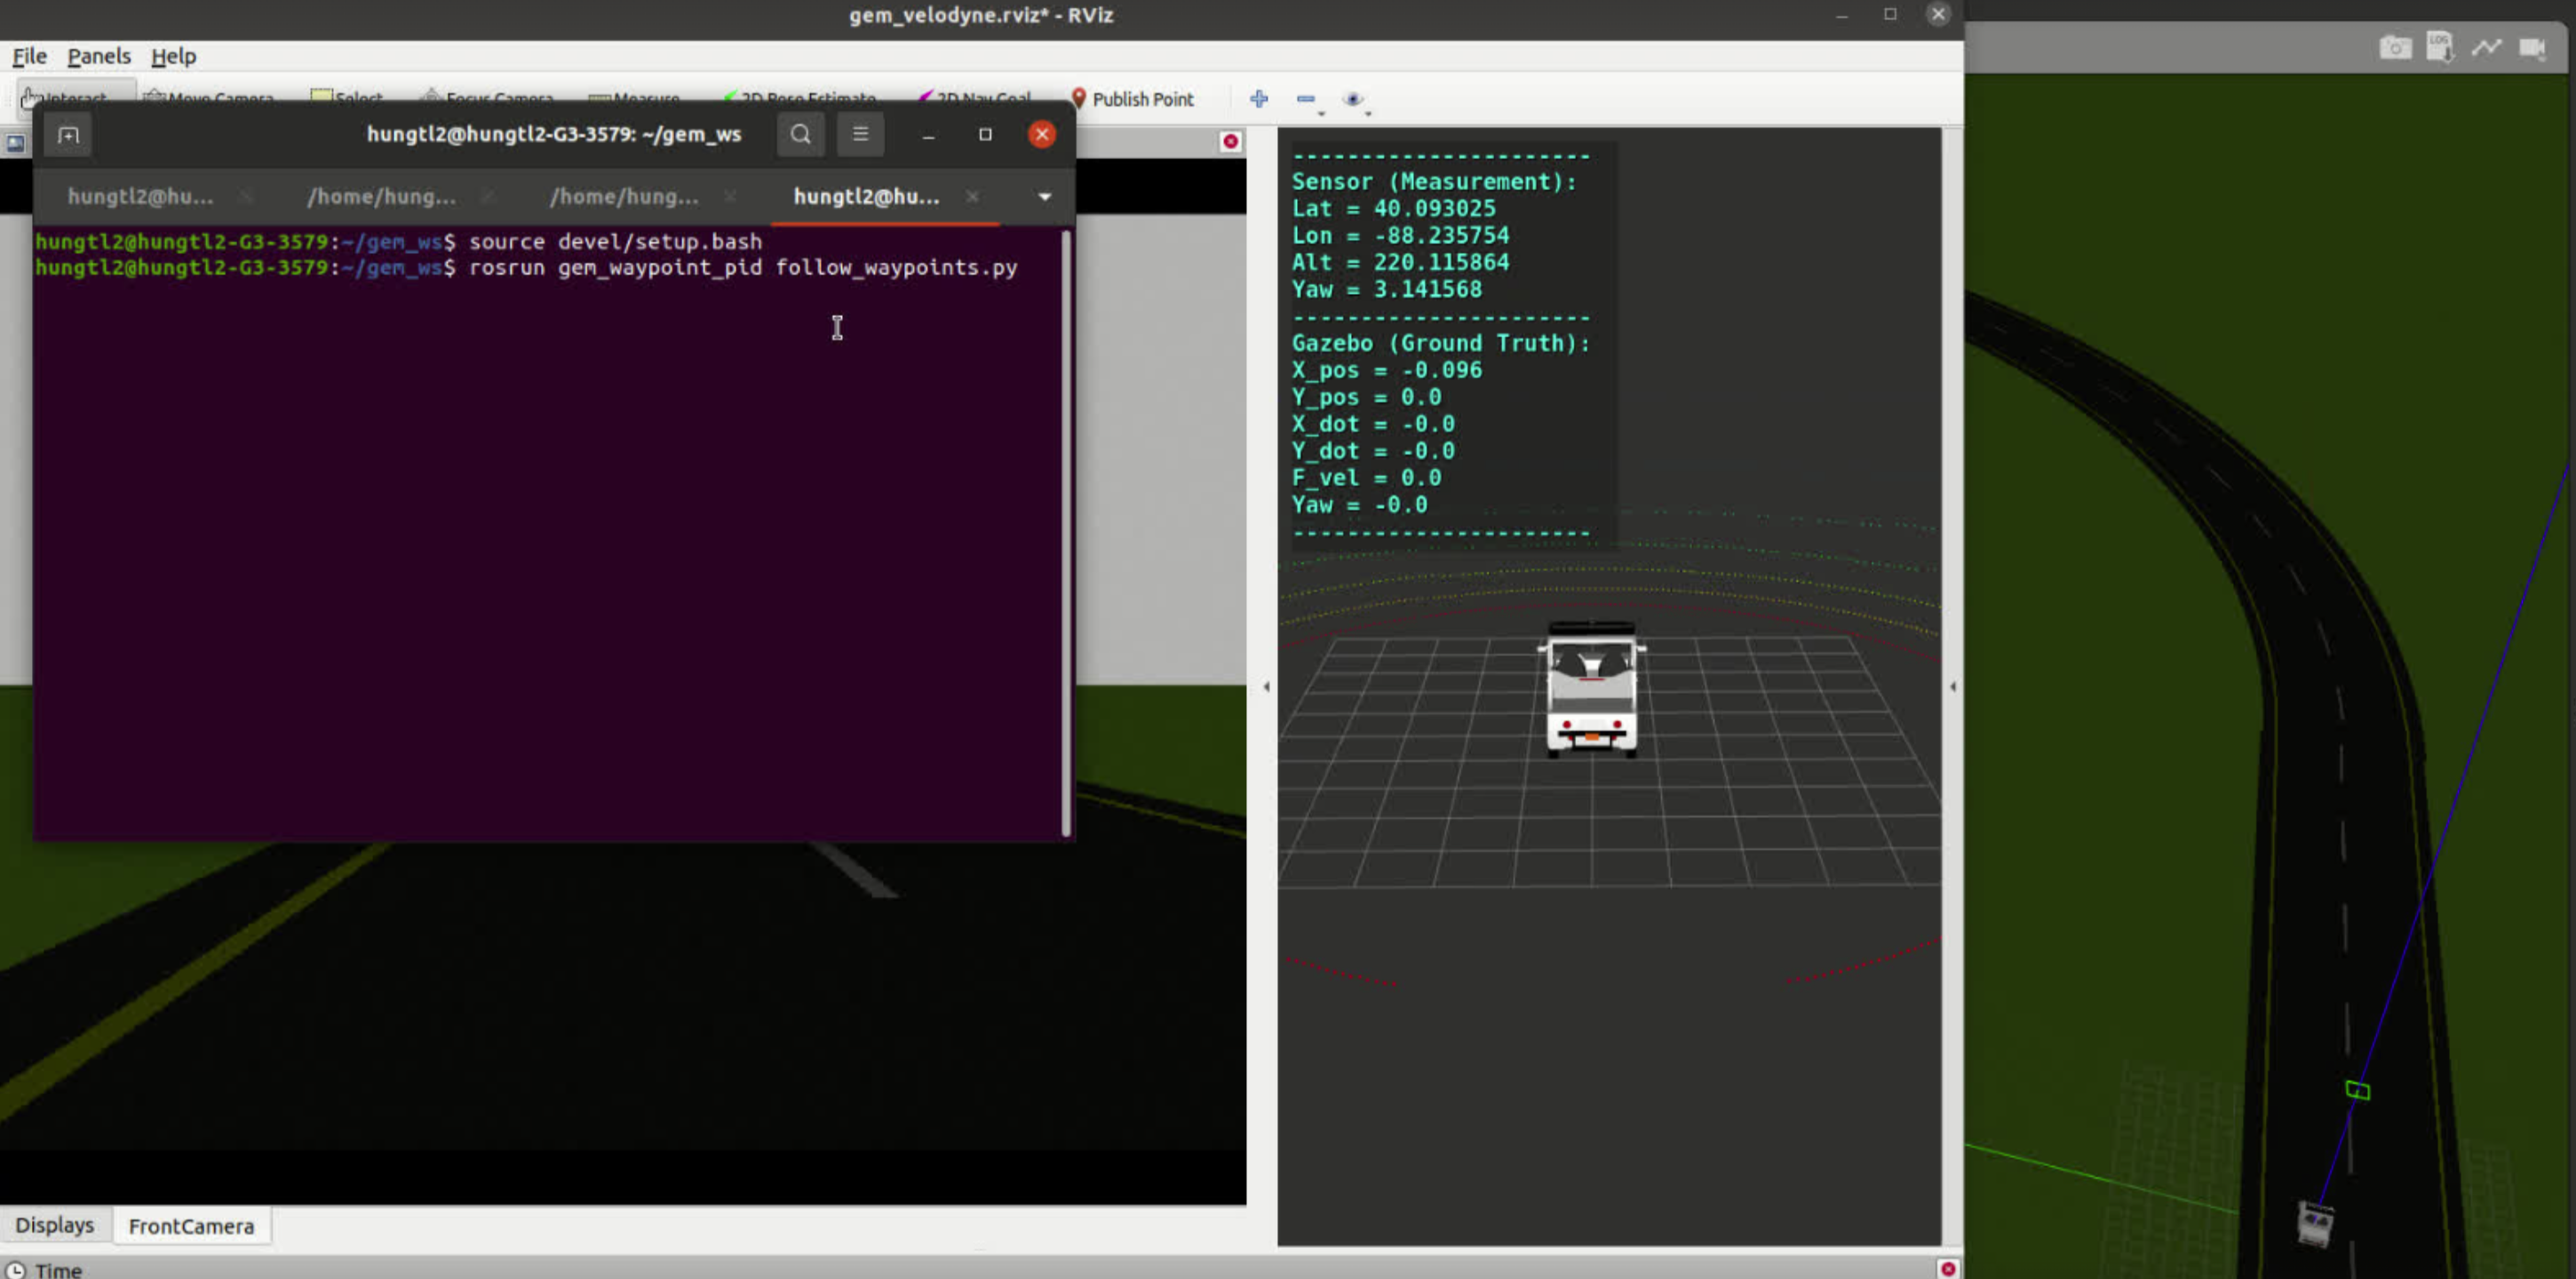 gem_velodyne.rviz* - RViz
File Panels Help
Interact Move Camera Select Focus Camera Measure 2D Pose Estimate 2D Nav Goal Publish Point
hungtl2@hungtl2-G3-3579: ~/gem_ws
hungtl2@hu... /home/hung... /home/hung... hungtl2@hu...
hungtl2@hungtl2-G3-3579:~/gem_ws$ source devel/setup.bash
hungtl2@hungtl2-G3-3579:~/gem_ws$ rosrun gem_waypoint_pid follow_waypoints.py
----------------------
Sensor (Measurement):
Lat = 40.093025
Lon = -88.235754
Alt = 220.115864
Yaw = 3.141568
----------------------
Gazebo (Ground Truth):
X_pos = -0.096
Y_pos = 0.0
X_dot = -0.0
Y_dot = -0.0
F_vel = 0.0
Yaw = -0.0
----------------------
LOG
Displays FrontCamera
Time